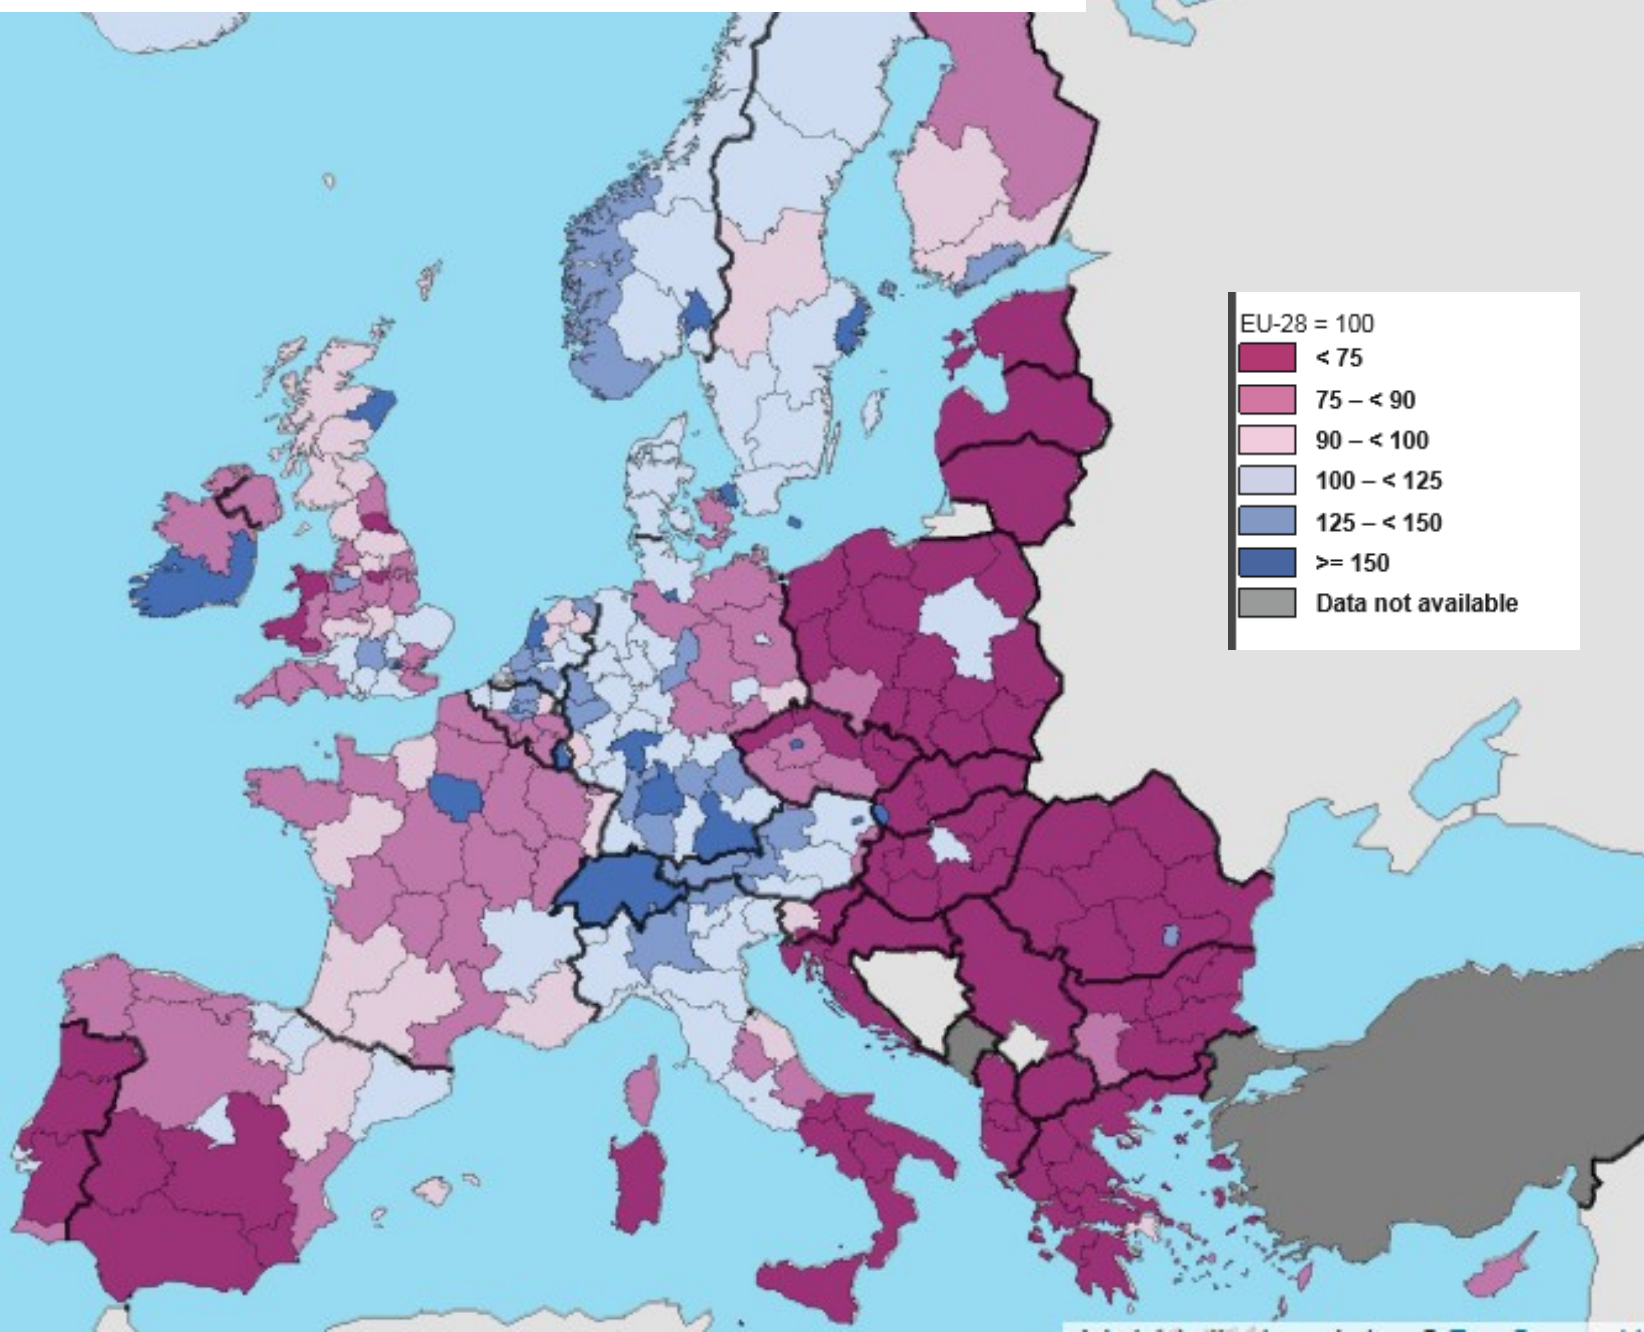 EU-28 = 100
< 75
75 – < 90
90 – < 100
100 – < 125
125 – < 150
>= 150
Data not available